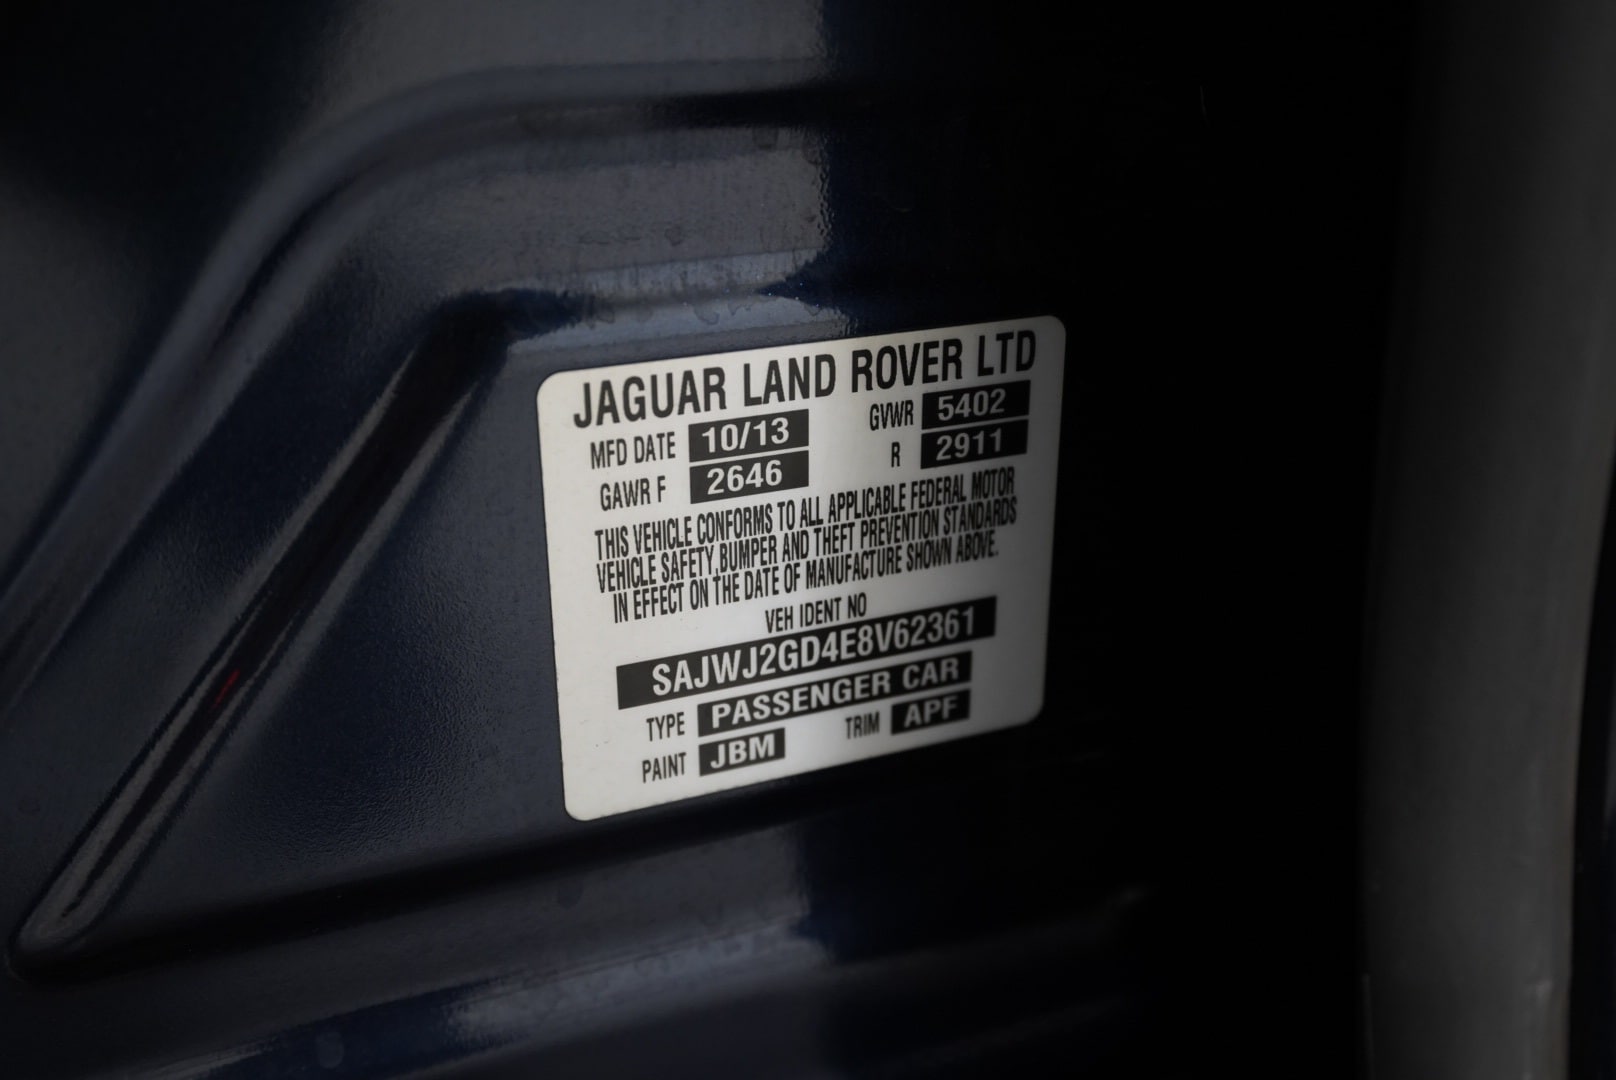 JAGUAR LAND ROVER LTD
MFD DATE 10/13 GVWR 5402
GAWR F 2646 R 2911
THIS VEHICLE CONFORMS TO ALL APPLICABLE FEDERAL MOTOR
VEHICLE SAFETY,BUMPER AND THEFT PREVENTION STANDARDS
IN EFFECT ON THE DATE OF MANUFACTURE SHOWN ABOVE.
VEH IDENT NO
SAJWJ2GD4E8V62361
TYPE PASSENGER CAR
PAINT JBM TRIM APF